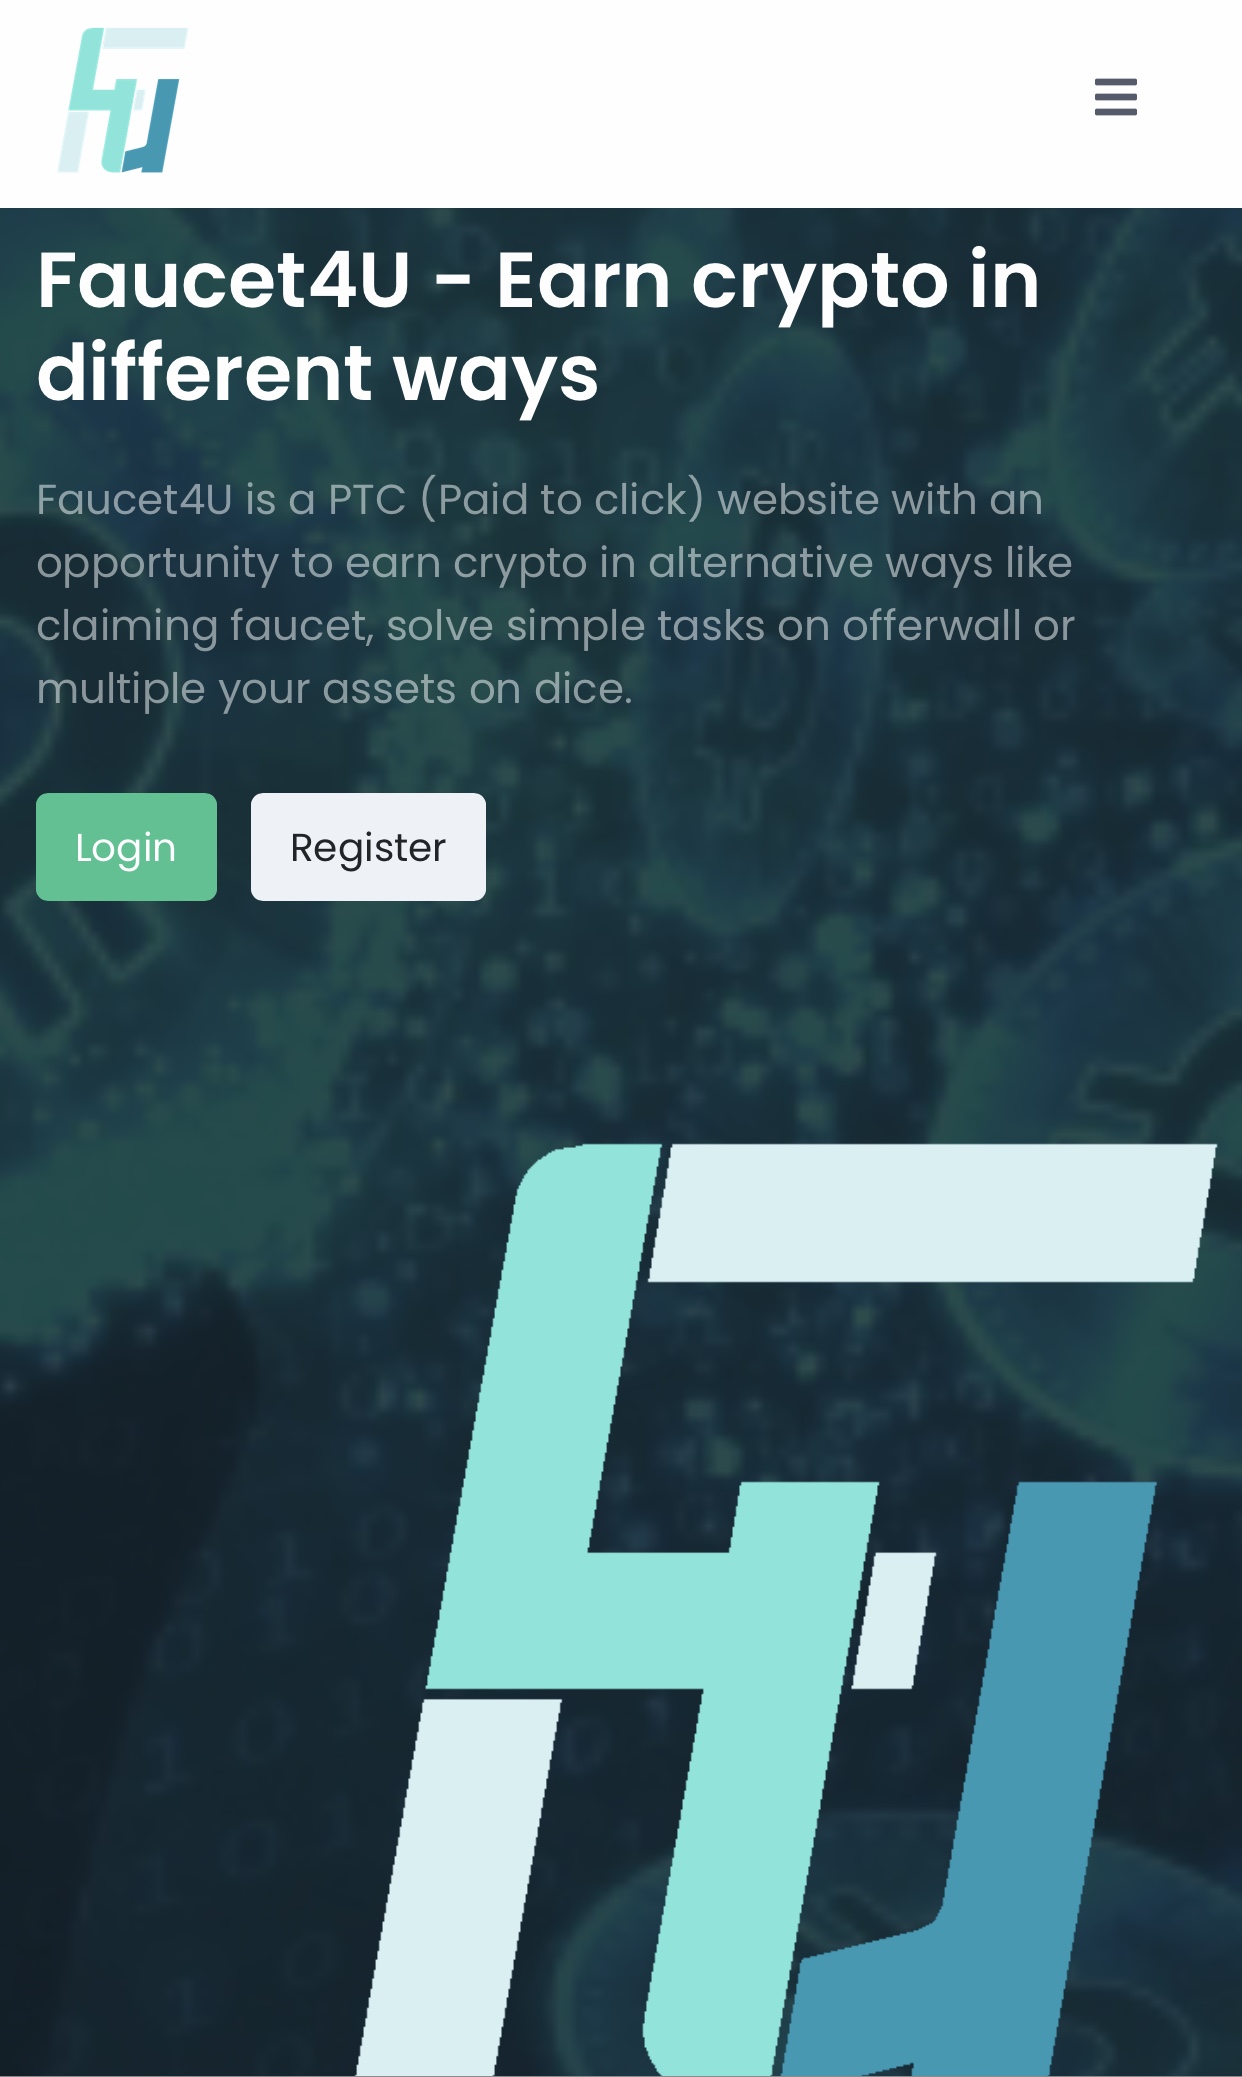 Faucet4U - Earn crypto in
different ways
Faucet4U is a PTC (Paid to click) website with an
opportunity to earn crypto in alternative ways like
claiming faucet, solve simple tasks on offerwall or
multiple your assets on dice.
Login
Register